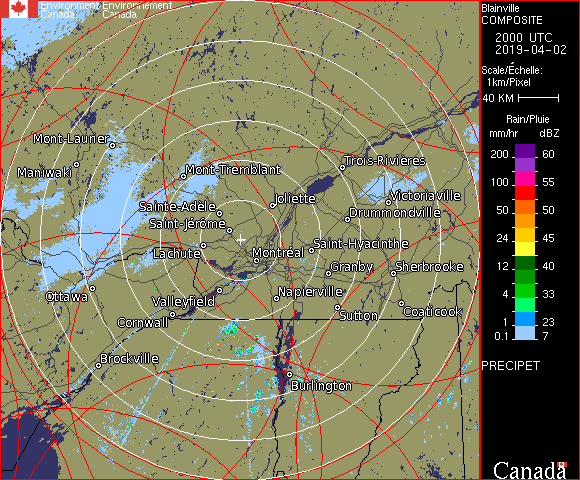 Environment Environnement
Canada Canada
Blainville
COMPOSITE
2000 UTC
2019-04-02
Scale/Échelle:
1km/Pixel
40 KM
Rain/Pluie
mm/hr dBZ
200 60
100 55
50 50
24 45
12 40
4 33
1 23
0.1 7
PRECIPET
Canada
Mont-Laurier
Maniwaki
Mont-Tremblant
Trois-Rivières
Joliette
Victoriaville
Sainte-Adèle
Drummondville
Saint-Jérôme
Lachute
Montréal
Saint-Hyacinthe
Granby
Sherbrooke
Ottawa
Valleyfield
Napierville
Cornwall
Sutton
Coaticook
Brockville
Burlington